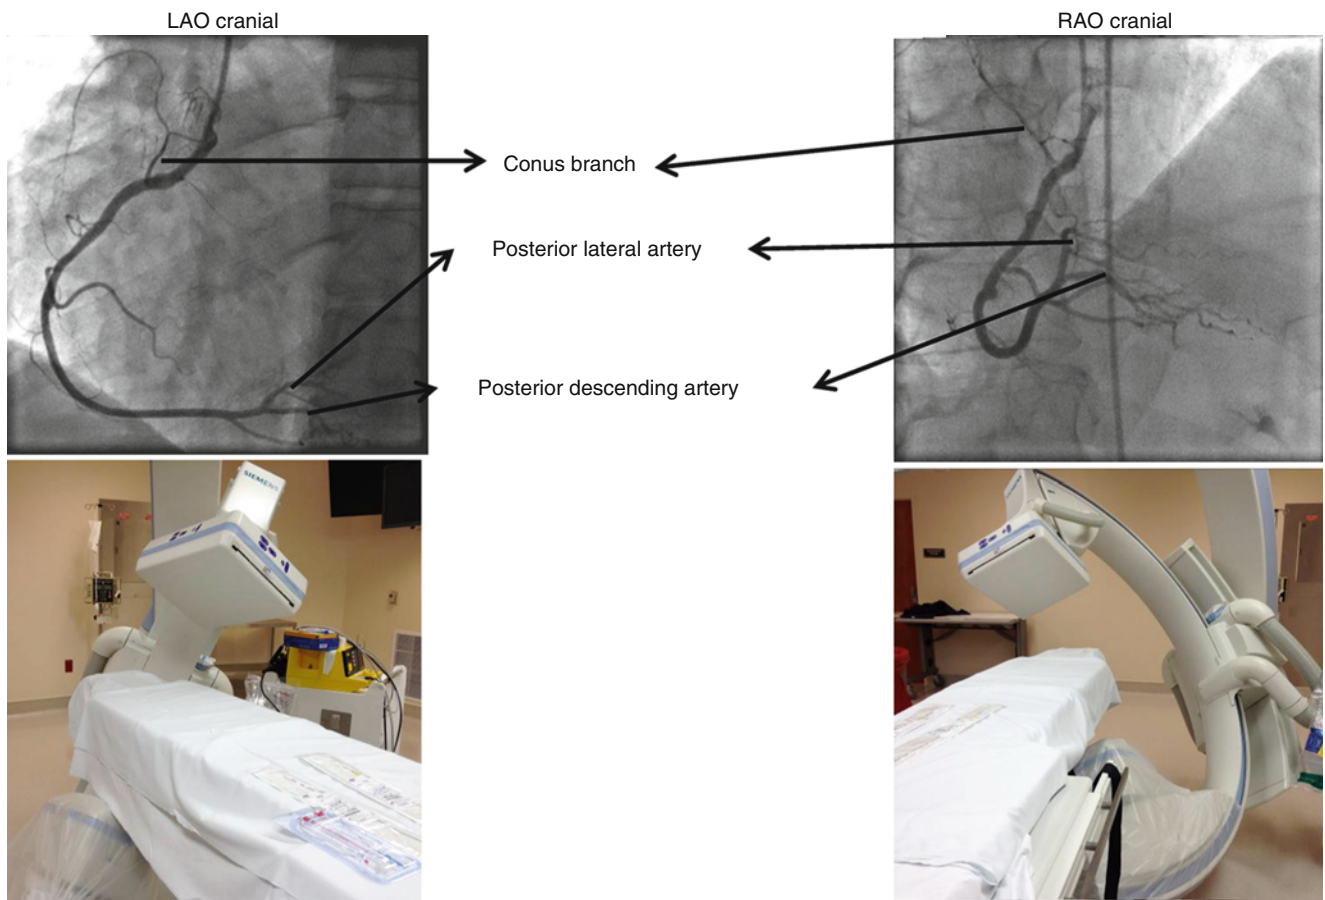 LAO cranial
RAO cranial
Conus branch
Posterior lateral artery
Posterior descending artery
SIEMENS